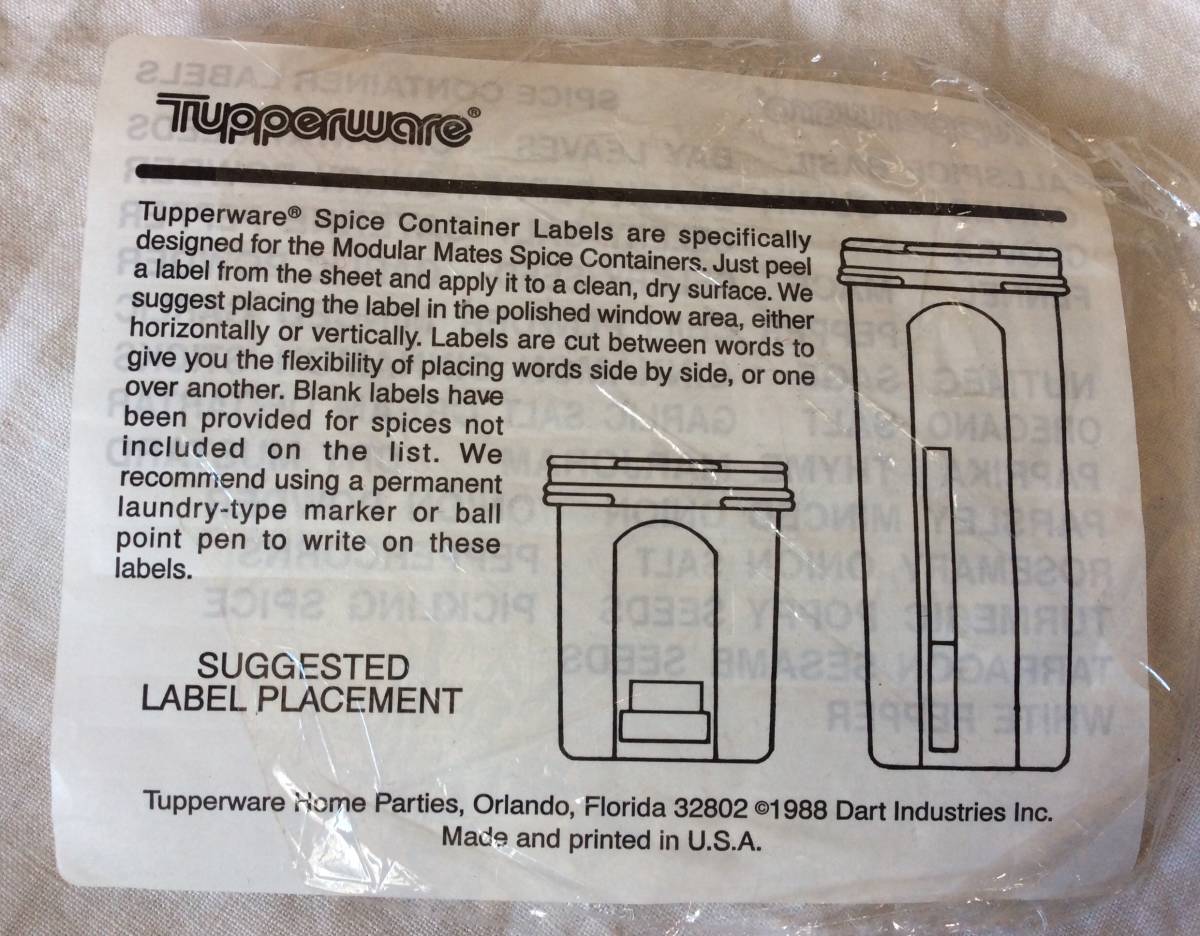 Tupperware®
Tupperware® Spice Container Labels are specifically
designed for the Modular Mates Spice Containers. Just peel
a label from the sheet and apply it to a clean, dry surface. We
suggest placing the label in the polished window area, either
horizontally or vertically. Labels are cut between words to
give you the flexibility of placing words side by side, or one
over another. Blank labels have
been provided for spices not
included on the list. We
recommend using a permanent
laundry-type marker or ball
point pen to write on these
labels.
SUGGESTED
LABEL PLACEMENT
Tupperware Home Parties, Orlando, Florida 32802 ©1988 Dart Industries Inc.
Made and printed in U.S.A.